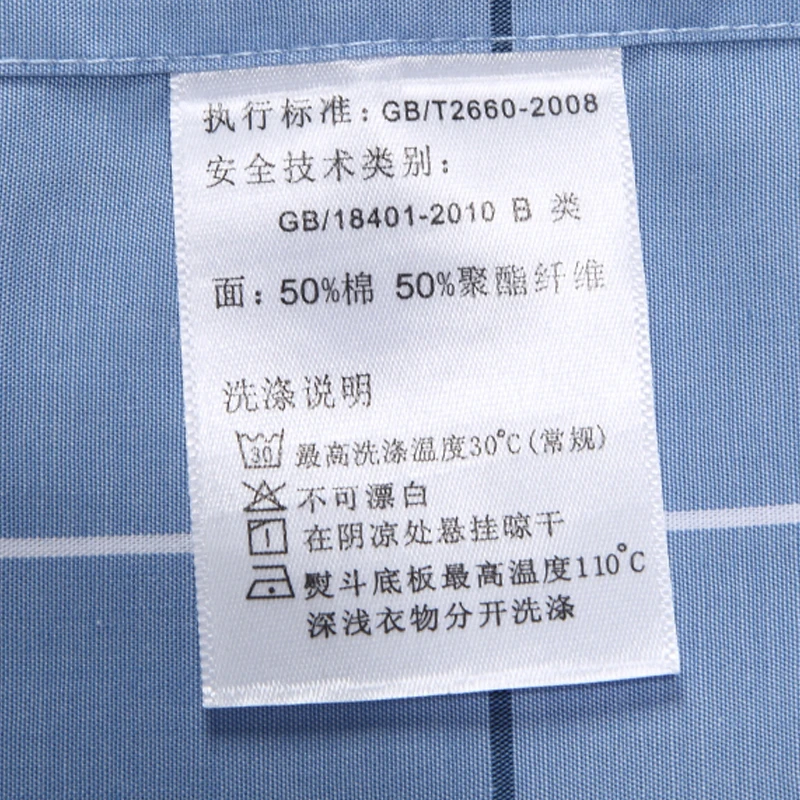 执行标准：GB/T2660-2008
安全技术类别：
GB/18401-2010 B 类
面：50%棉 50%聚酯纤维
洗涤说明
30 最高洗涤温度30℃(常规)
不可漂白
在阴凉处悬挂晾干
熨斗底板最高温度110℃
深浅衣物分开洗涤